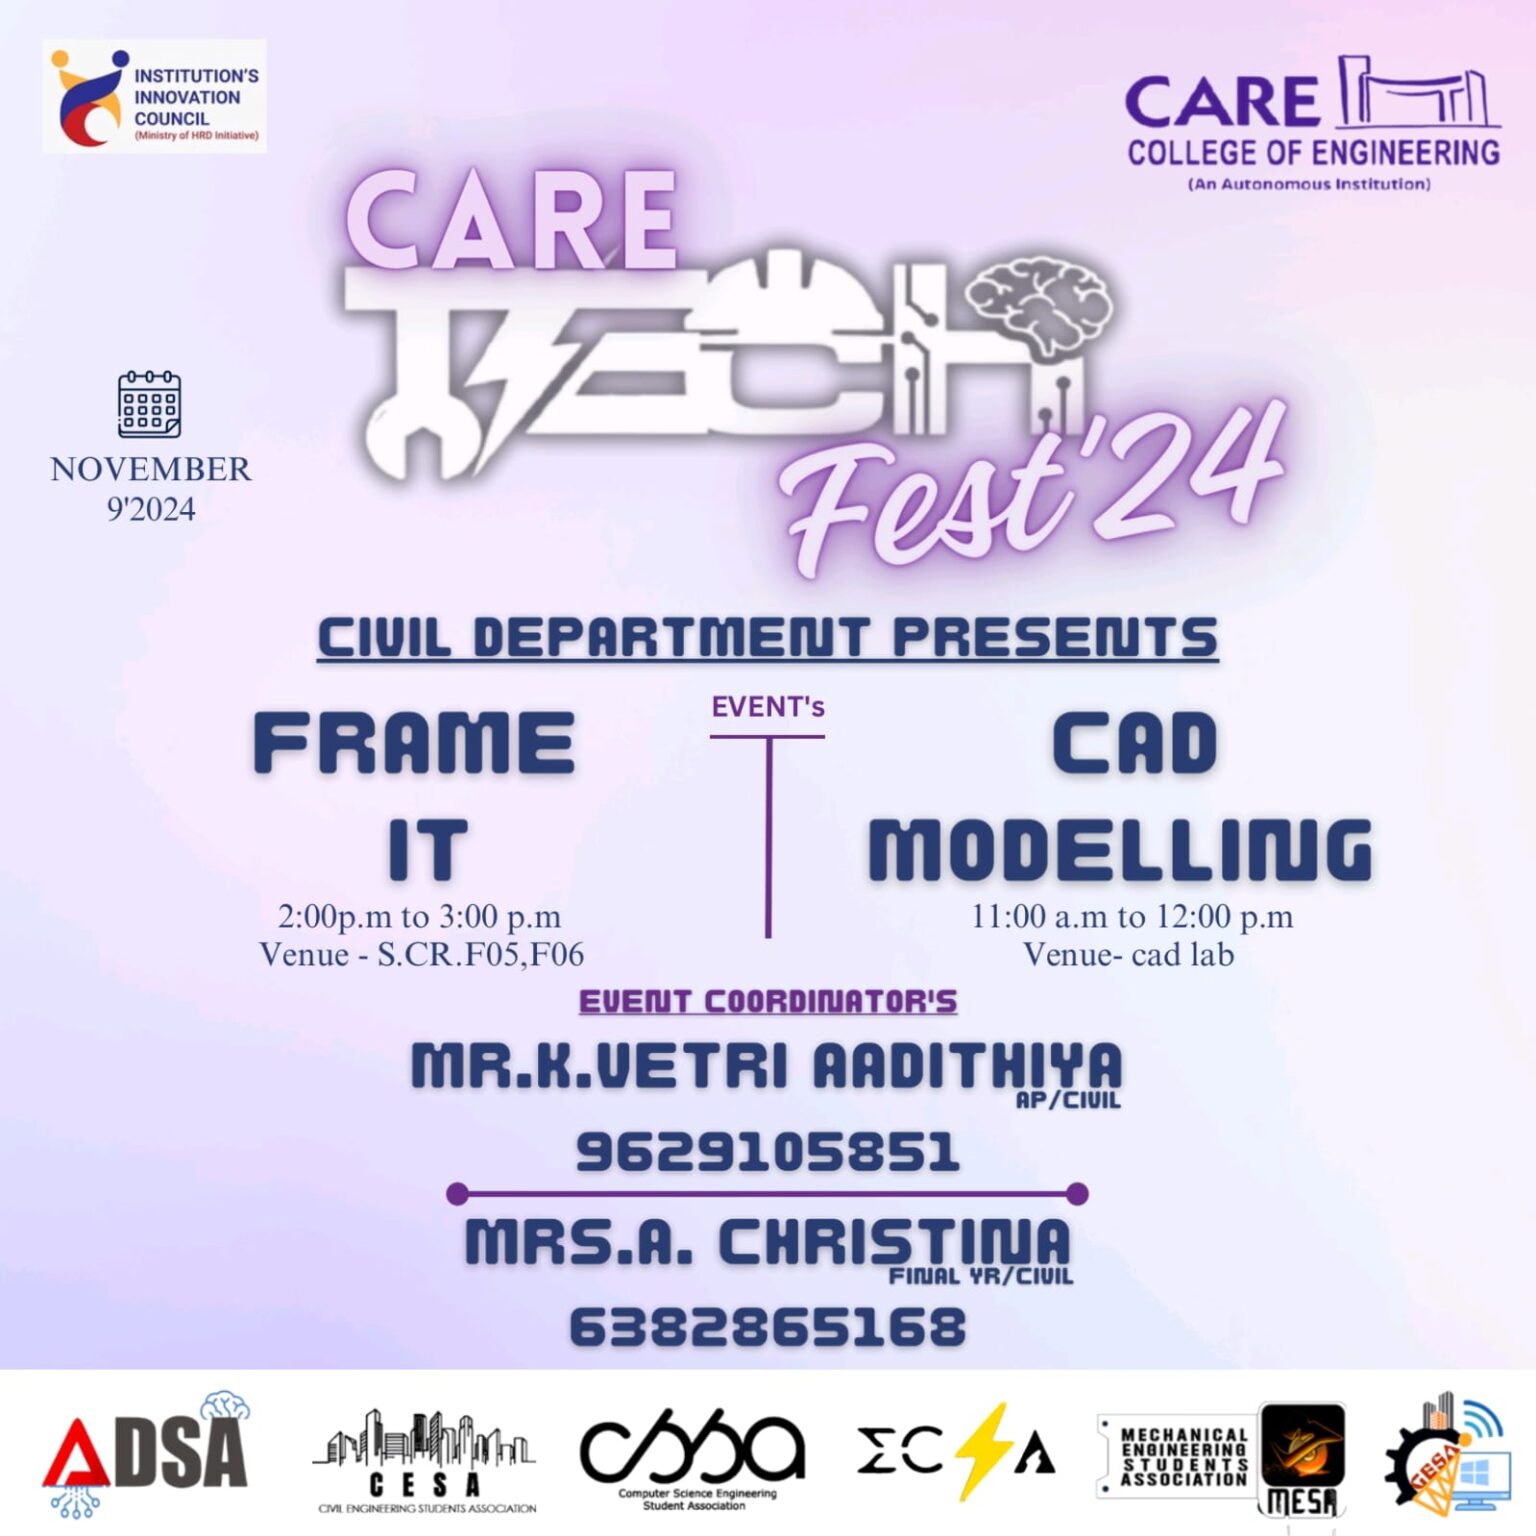 INSTITUTION'S
INNOVATION
COUNCIL
(Ministry of HRD Initiative)
CARE
COLLEGE OF ENGINEERING
(An Autonomous Institution)
CARE
TECH
Fest'24
NOVEMBER
9'2024
CIVIL DEPARTMENT PRESENTS
EVENT's
FRAME
IT
2:00p.m to 3:00 p.m
Venue - S.CR.F05,F06
CAD
MODELLING
11:00 a.m to 12:00 p.m
Venue- cad lab
EVENT COORDINATOR'S
MR.K.VETRI AADITHIYA
AP/CIVIL
9629105851
MRS.A. CHRISTINA
FINAL YR/CIVIL
6382865168
ADSA
CESA
CIVIL ENGINEERING STUDENTS ASSOCIATION
cssa
Computer Science Engineering
Student Association
ΣC⚡A
MECHANICAL
ENGINEERING
STUDENTS
ASSOCIATION
MESA
GESA